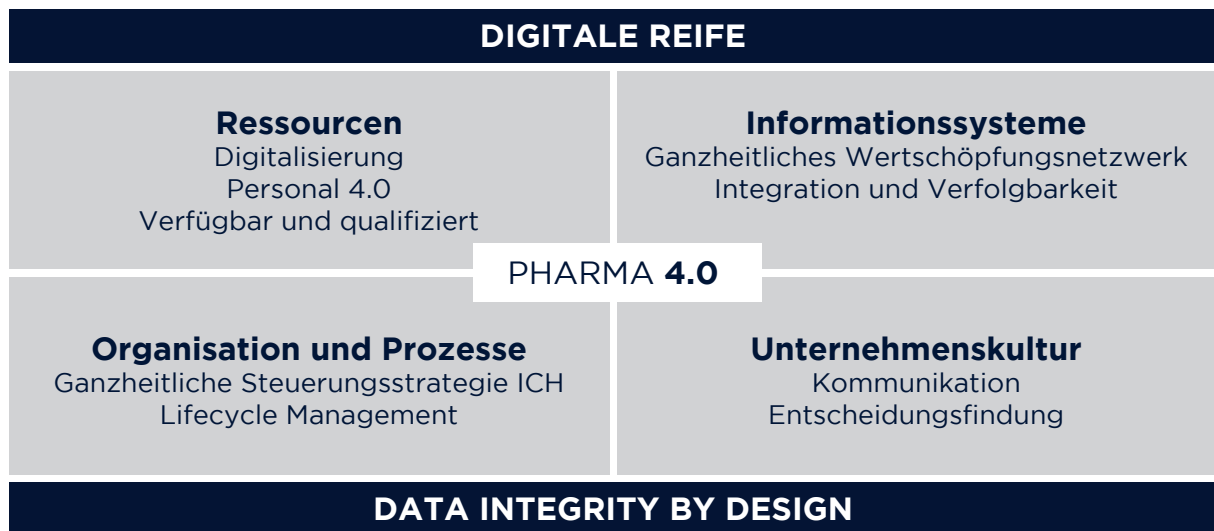 DIGITALE REIFE
Ressourcen
Digitalisierung
Personal 4.0
Verfügbar und qualifiziert
Informationssysteme
Ganzheitliches Wertschöpfungsnetzwerk
Integration und Verfolgbarkeit
PHARMA 4.0
Organisation und Prozesse
Ganzheitliche Steuerungsstrategie ICH
Lifecycle Management
Unternehmenskultur
Kommunikation
Entscheidungsfindung
DATA INTEGRITY BY DESIGN